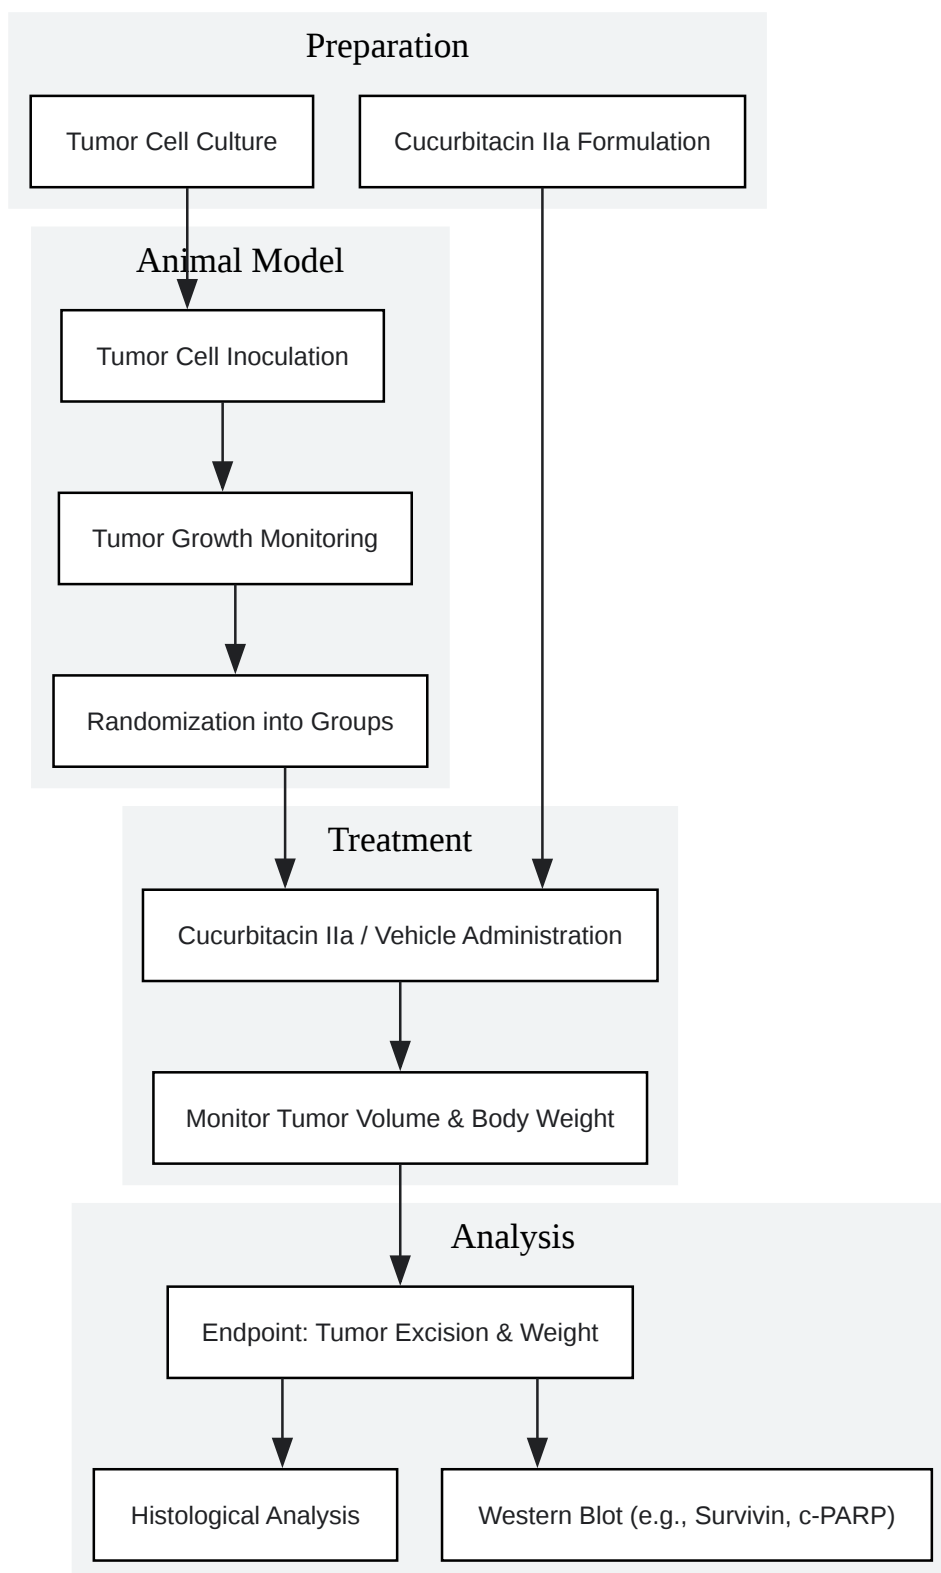 Preparation
Tumor Cell Culture
Cucurbitacin IIa Formulation
Animal Model
Tumor Cell Inoculation
Tumor Growth Monitoring
Randomization into Groups
Treatment
Cucurbitacin IIa / Vehicle Administration
Monitor Tumor Volume & Body Weight
Analysis
Endpoint: Tumor Excision & Weight
Histological Analysis
Western Blot (e.g., Survivin, c-PARP)